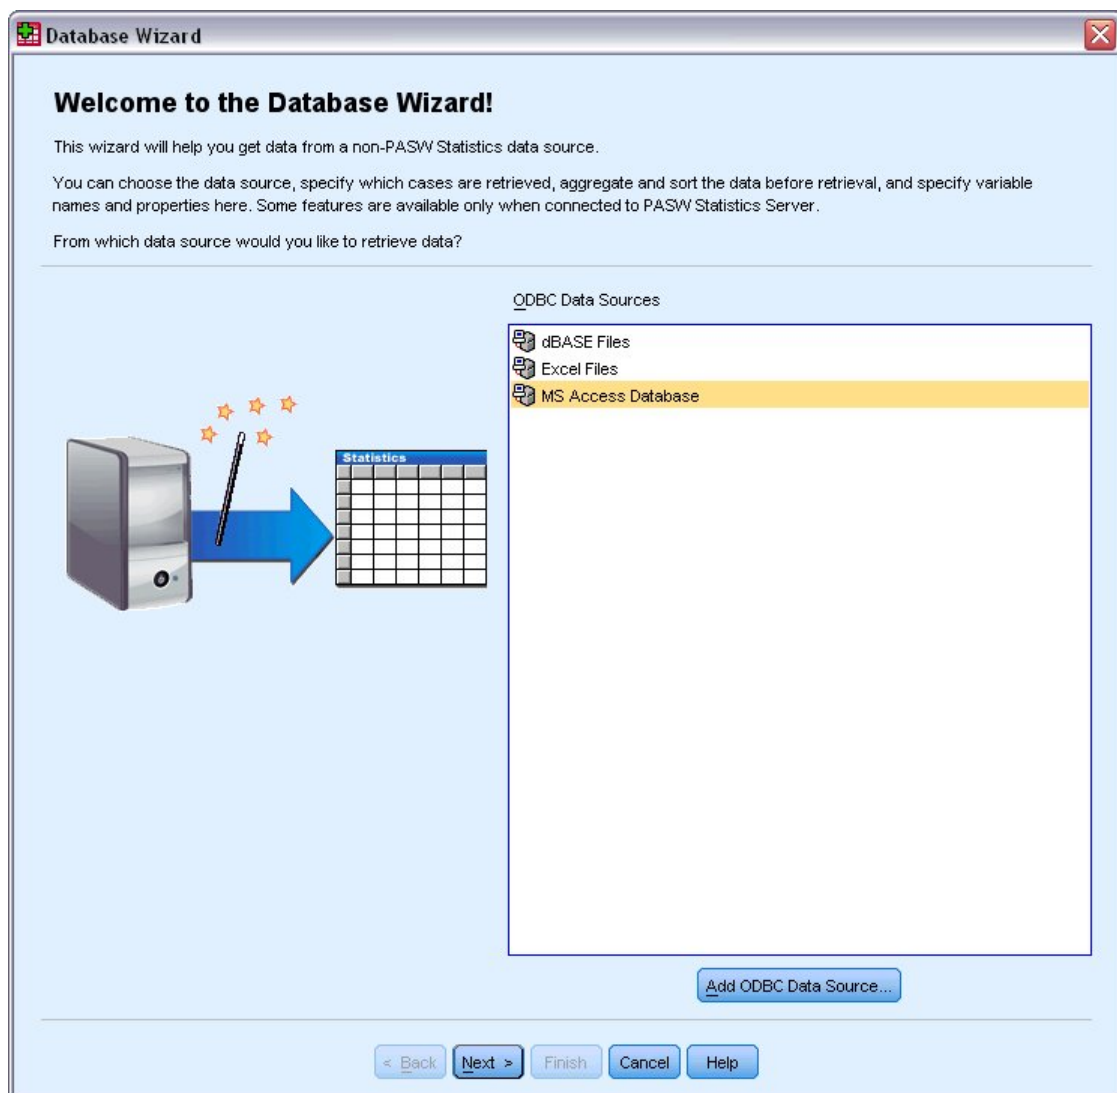 Database Wizard
Welcome to the Database Wizard!
This wizard will help you get data from a non-PASW Statistics data source.
You can choose the data source, specify which cases are retrieved, aggregate and sort the data before retrieval, and specify variable
names and properties here. Some features are available only when connected to PASW Statistics Server.
From which data source would you like to retrieve data?
ODBC Data Sources
dBASE Files
Excel Files
MS Access Database
Statistics
Add ODBC Data Source...
< Back Next > Finish Cancel Help